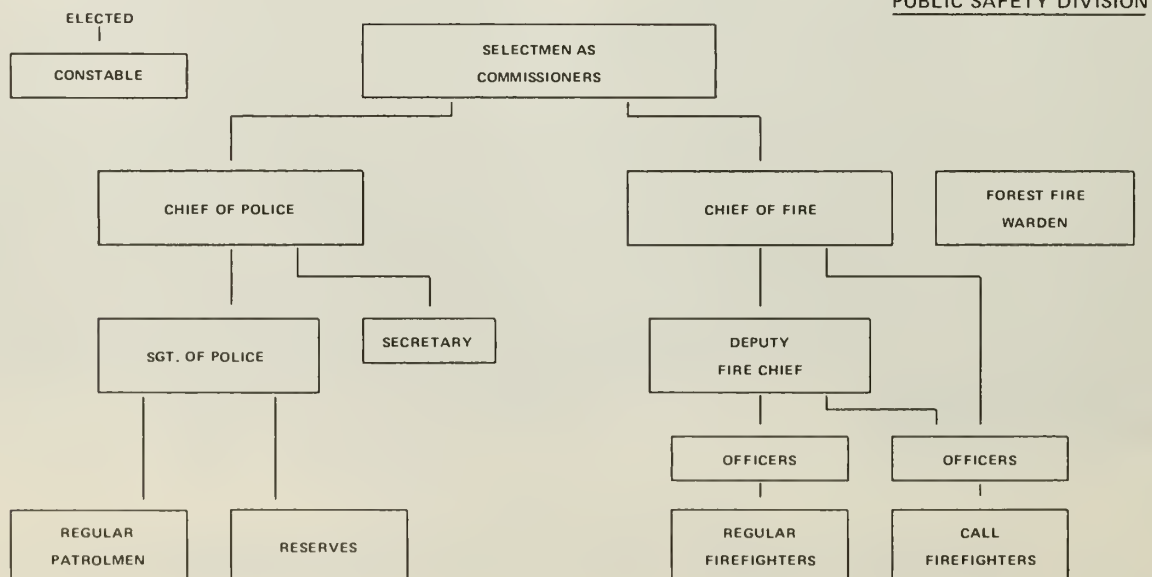 PUBLIC SAFETY DIVISION
ELECTED
CONSTABLE
SELECTMEN AS
COMMISSIONERS
CHIEF OF POLICE
CHIEF OF FIRE
FOREST FIRE
WARDEN
SGT. OF POLICE
SECRETARY
DEPUTY
FIRE CHIEF
OFFICERS
OFFICERS
REGULAR
PATROLMEN
RESERVES
REGULAR
FIREFIGHTERS
CALL
FIREFIGHTERS